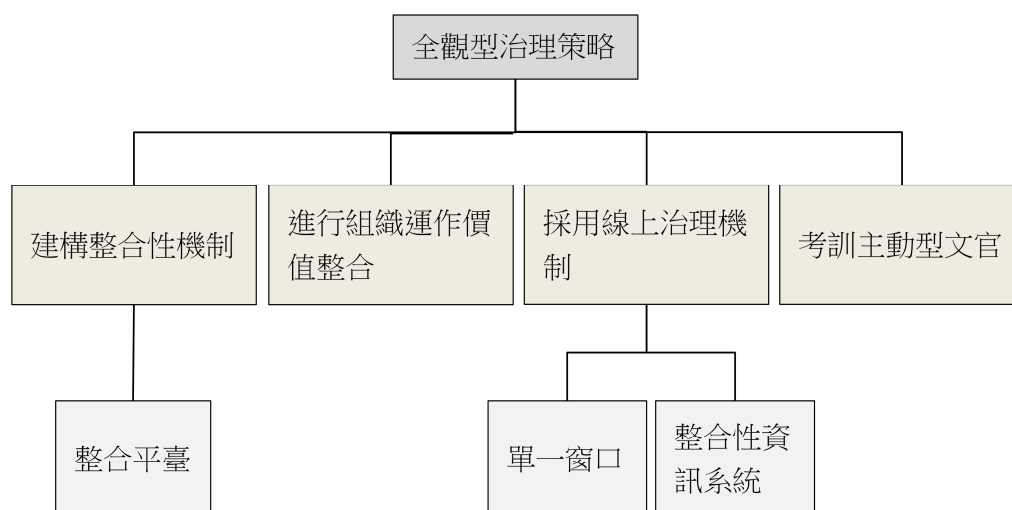 全觀型治理策略
建構整合性機制
進行組織運作價
值整合
採用線上治理機
制
考訓主動型文官
整合平臺
單一窗口
整合性資
訊系統